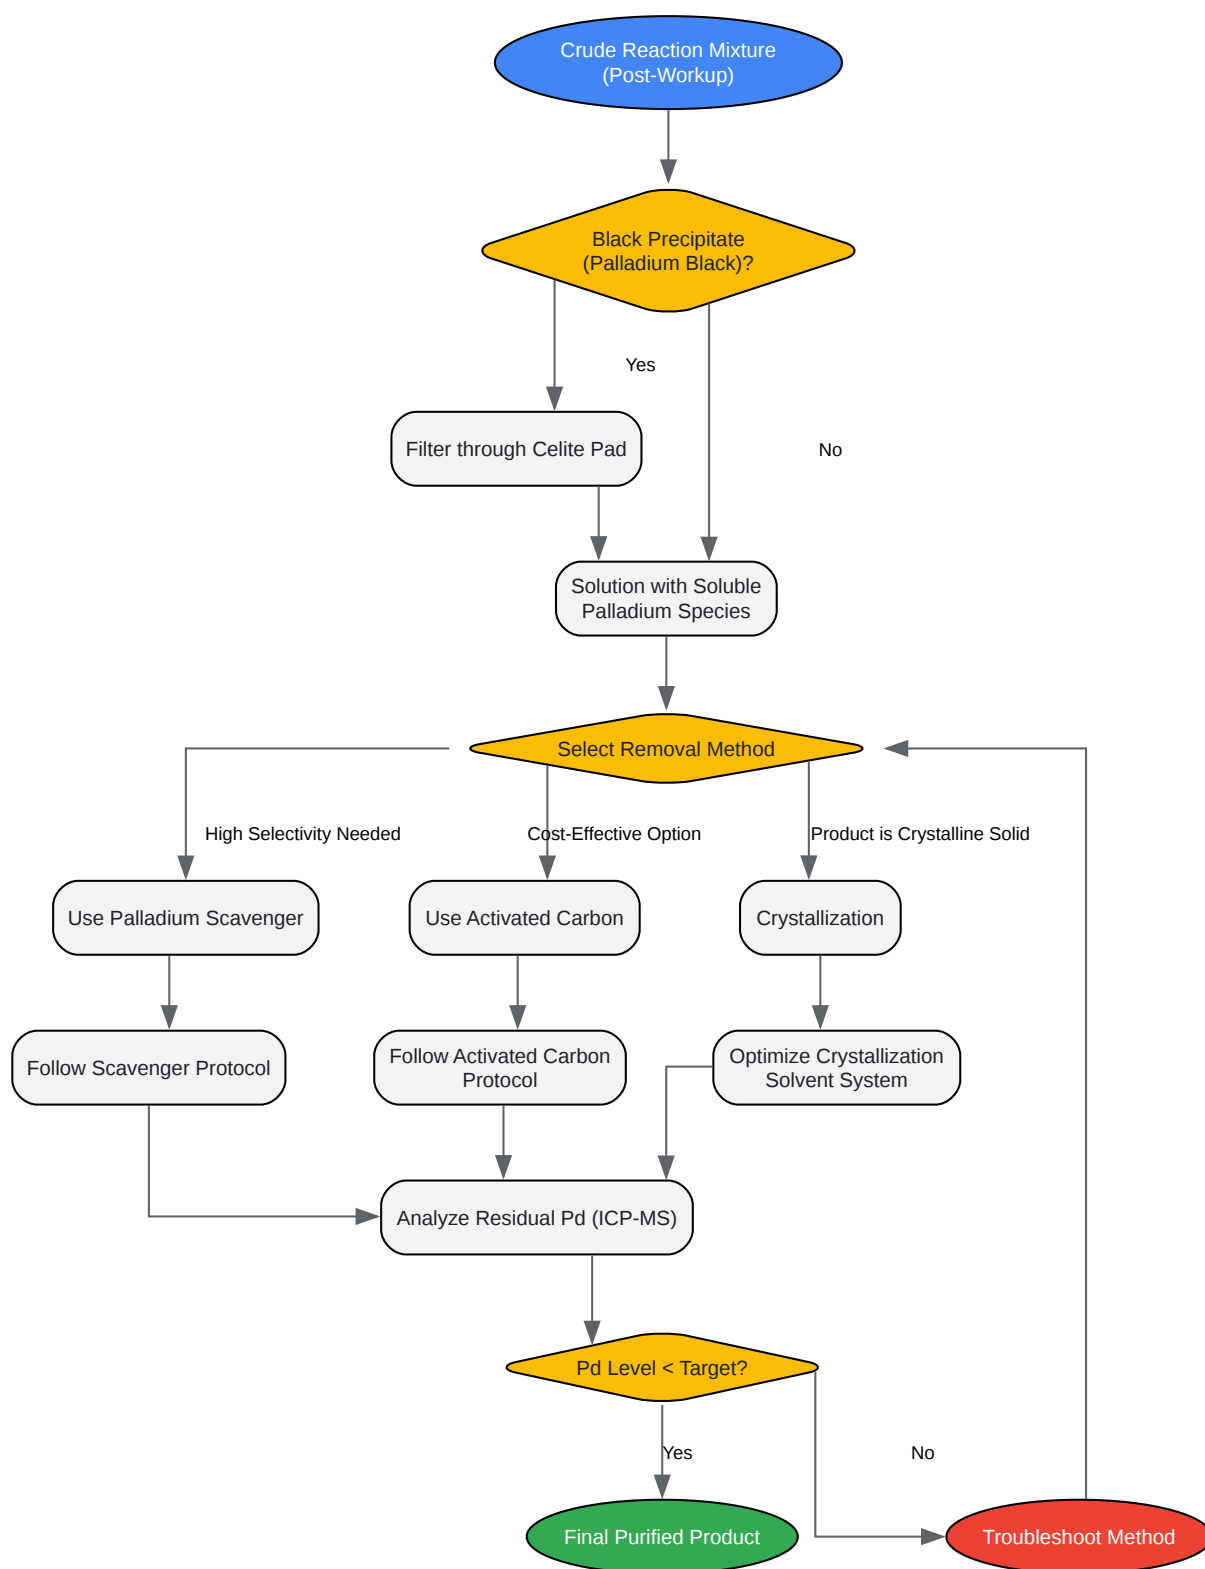 Crude Reaction Mixture
(Post-Workup)
Black Precipitate
(Palladium Black)?
Yes
Filter through Celite Pad
No
Solution with Soluble
Palladium Species
Select Removal Method
High Selectivity Needed
Cost-Effective Option
Product is Crystalline Solid
Use Palladium Scavenger
Use Activated Carbon
Crystallization
Follow Scavenger Protocol
Follow Activated Carbon
Protocol
Optimize Crystallization
Solvent System
Analyze Residual Pd (ICP-MS)
Pd Level < Target?
Yes
No
Final Purified Product
Troubleshoot Method